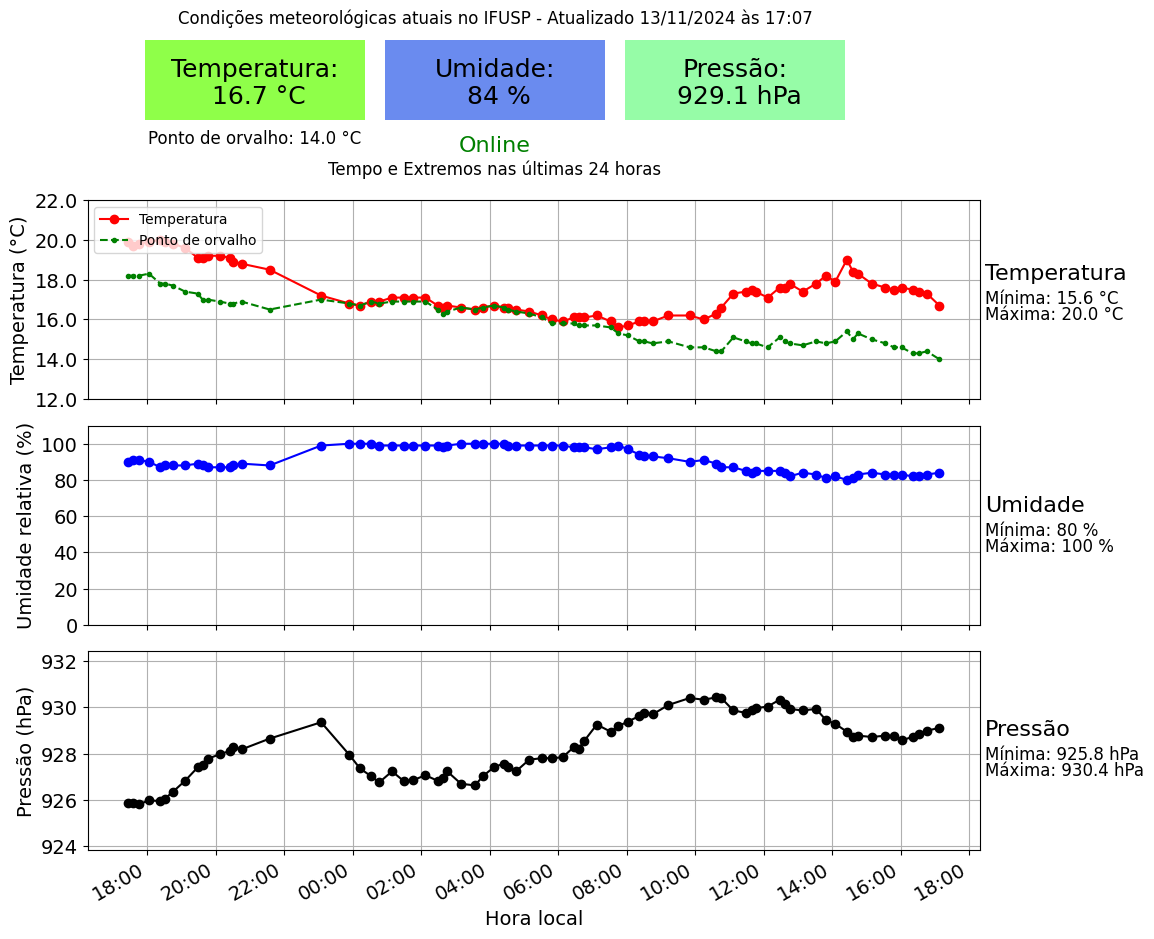 Condições meteorológicas atuais no IFUSP - Atualizado 13/11/2024 às 17:07
Temperatura:
16.7 °C
Umidade:
84 %
Pressão:
929.1 hPa
Ponto de orvalho: 14.0 °C
Online
Tempo e Extremos nas últimas 24 horas
Temperatura (°C)
22.0
20.0
18.0
16.0
14.0
12.0
Temperatura
Ponto de orvalho
Temperatura
Mínima: 15.6 °C
Máxima: 20.0 °C
Umidade relativa (%)
100
80
60
40
20
0
Umidade
Mínima: 80 %
Máxima: 100 %
Pressão (hPa)
932
930
928
926
924
Pressão
Mínima: 925.8 hPa
Máxima: 930.4 hPa
18:00
20:00
22:00
00:00
02:00
04:00
06:00
08:00
10:00
12:00
14:00
16:00
18:00
Hora local